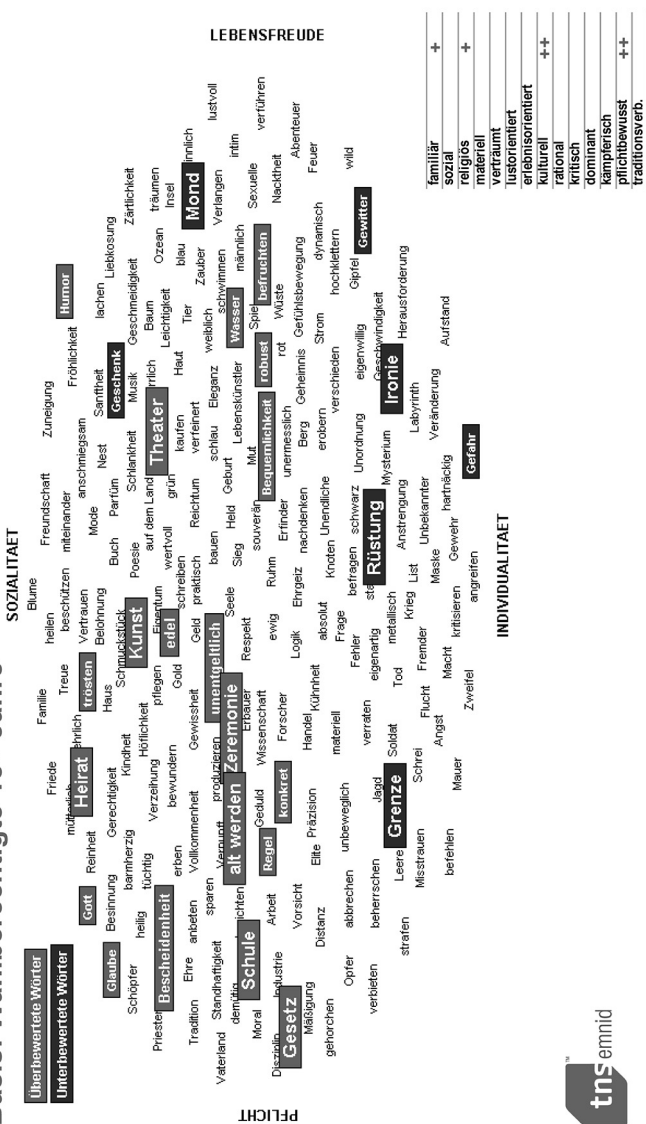 SOZIALITAET
Überbewertete Wörter
Unterbewertete Wörter
Blume
Familie heilen Freundschaft Zuneigung
Friede Treue beschützen miteinander Humor
ehrlich Vertrauen Fröhlichkeit
Heirat anschmiegsam
Gott Reinheit trösten Belohnung Mode Nest Sanftheit lachen
Glaube Besinnung Gerechtigkeit Haus Buch Parfüm Geschenk Liebkosung
Schöpfer barmherzig Kindheit Schmuckstück Kunst Poesie Schlankheit Musik Geschmeidigkeit Zärtlichkeit
heilig tüchtig Höflichkeit auf dem Land Theater Baum
Priester Bescheidenheit Verzeihung pflegen edel wertvoll Leichtigkeit Ozean träumen
erben bewundern Gold schreiben grün kaufen Haut Insel
Ehre blau Mond
Tradition anbeten Vollkommenheit Gewissheit Geld praktisch Reichtum verfeinert Tier Zauber
Vaterland Standhaftigkeit sparen produzieren unentgeltlich bauen schlau Eleganz weiblich schwimmen Verlangen lustvoll
demütig alt werden Zeremonie Seele Sieg Held Geburt Lebenskünstler Wasser männlich intim
Schule Erbauer Respekt
Moral Mut Spiel Sexuelle
Regel Geduld Wissenschaft souverän Bequemlichkeit robust befruchten verführen
Arbeit ewig Ruhm Erfinder unermesslich rot Wüste Nacktheit
Disziplin Industrie konkret Forscher
Gesetz Vorsicht Logik Ehrgeiz nachdenken Berg Geheimnis Gefühlsbewegung Abenteuer
Mäßigung Elite Präzision Handel Kühnheit absolut Knoten Unendliche erobern Strom dynamisch Feuer
gehorchen Distanz materiell Frage verschieden hochklettern
Opfer abbrechen unbeweglich Fehler befragen schwarz Unordnung eigenwillig Gipfel Gewitter wild
verbieten beherrschen Jagd verraten eigenartig Rüstung Mysterium Geschwindigkeit
Leere Grenze Soldat Tod metallisch Anstrengung Ironie Herausforderung
strafen Misstrauen Schrei Flucht Fremder Krieg List Unbekannter Labyrinth
Angst Maske Veränderung
befehlen Mauer Macht kritisieren Gewehr hartnäckig Aufstand
Zweifel angreifen Gefahr
PFLICHT
LEBENSFREUDE
INDIVIDUALITAET
familiär +
sozial
religiös +
materiell
verträumt
lustorientiert
erlebnisorientiert
kulturell ++
rational
kritisch
dominant
kämpferisch
pflichtbewusst ++
traditionsverb.
tns emnid